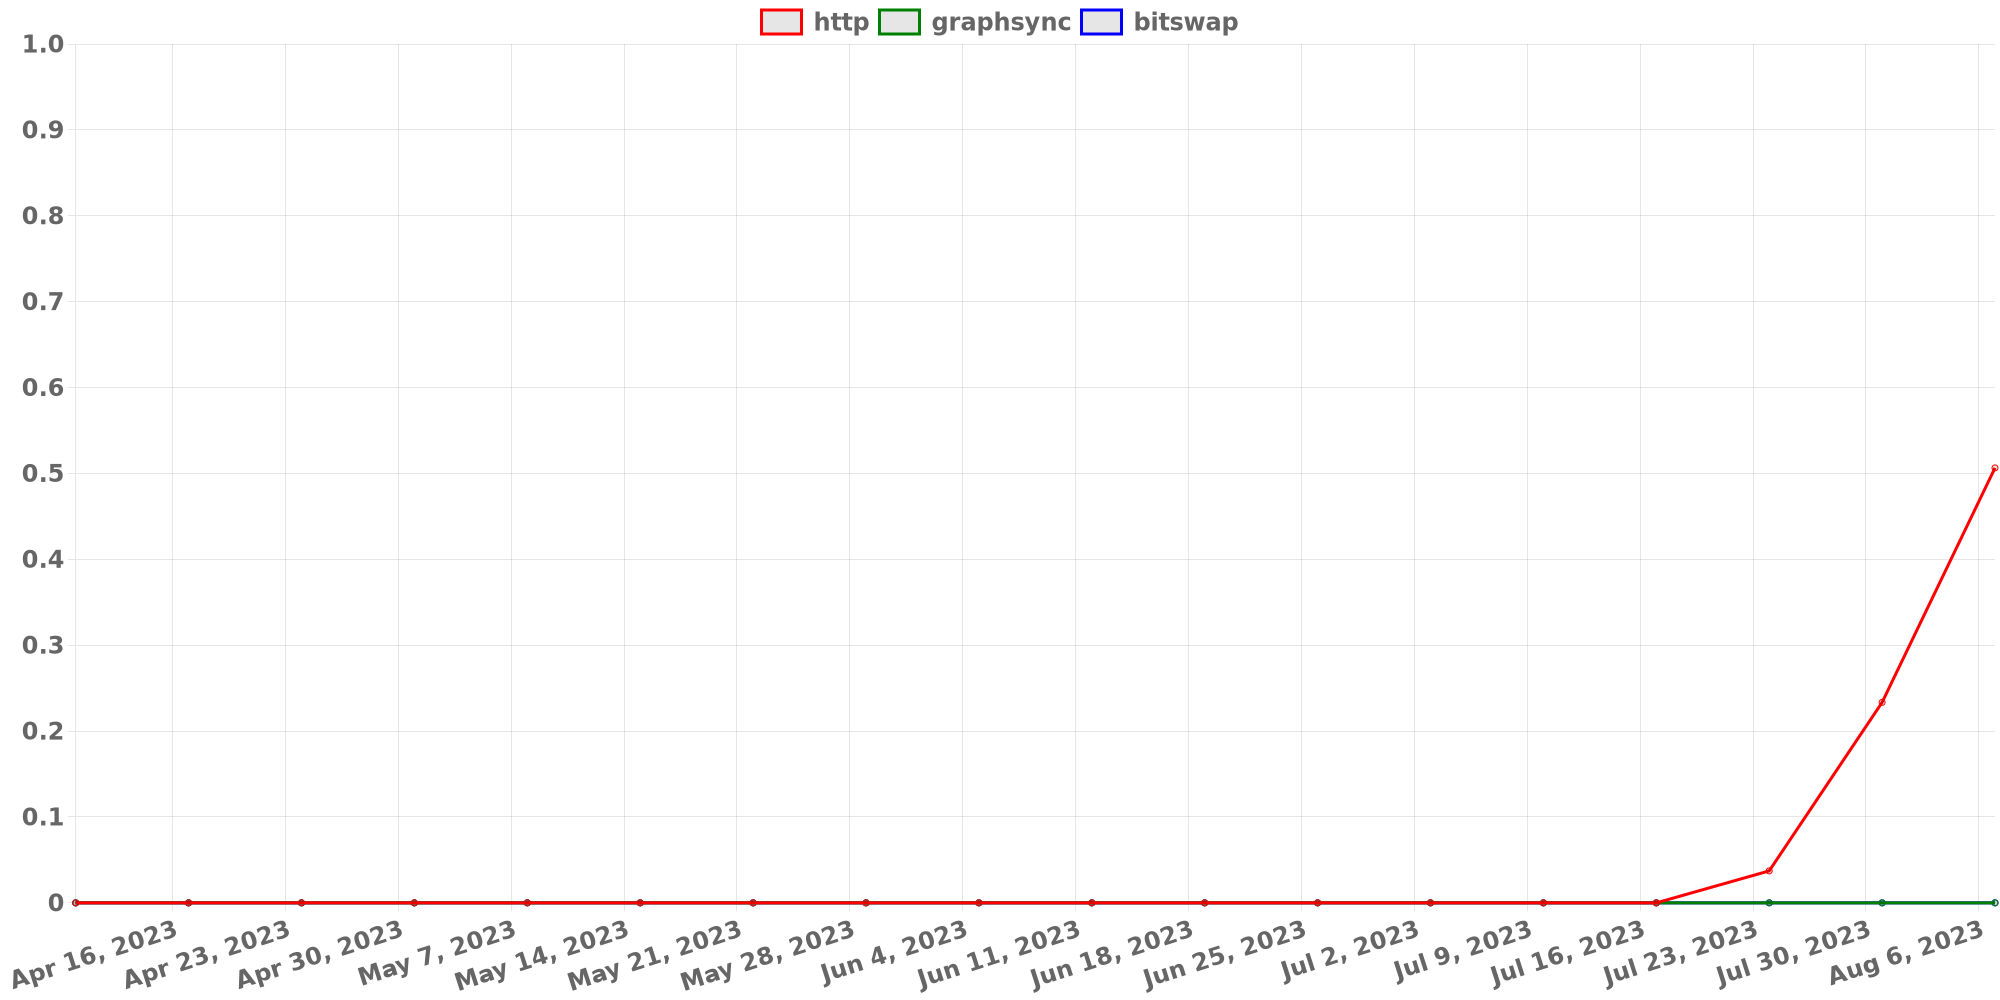 http graphsync bitswap
1.0
0.9
0.8
0.7
0.6
0.5
0.4
0.3
0.2
0.1
0
Apr 16, 2023
Apr 23, 2023
Apr 30, 2023
May 7, 2023
May 14, 2023
May 21, 2023
May 28, 2023
Jun 4, 2023
Jun 11, 2023
Jun 18, 2023
Jun 25, 2023
Jul 2, 2023
Jul 9, 2023
Jul 16, 2023
Jul 23, 2023
Jul 30, 2023
Aug 6, 2023